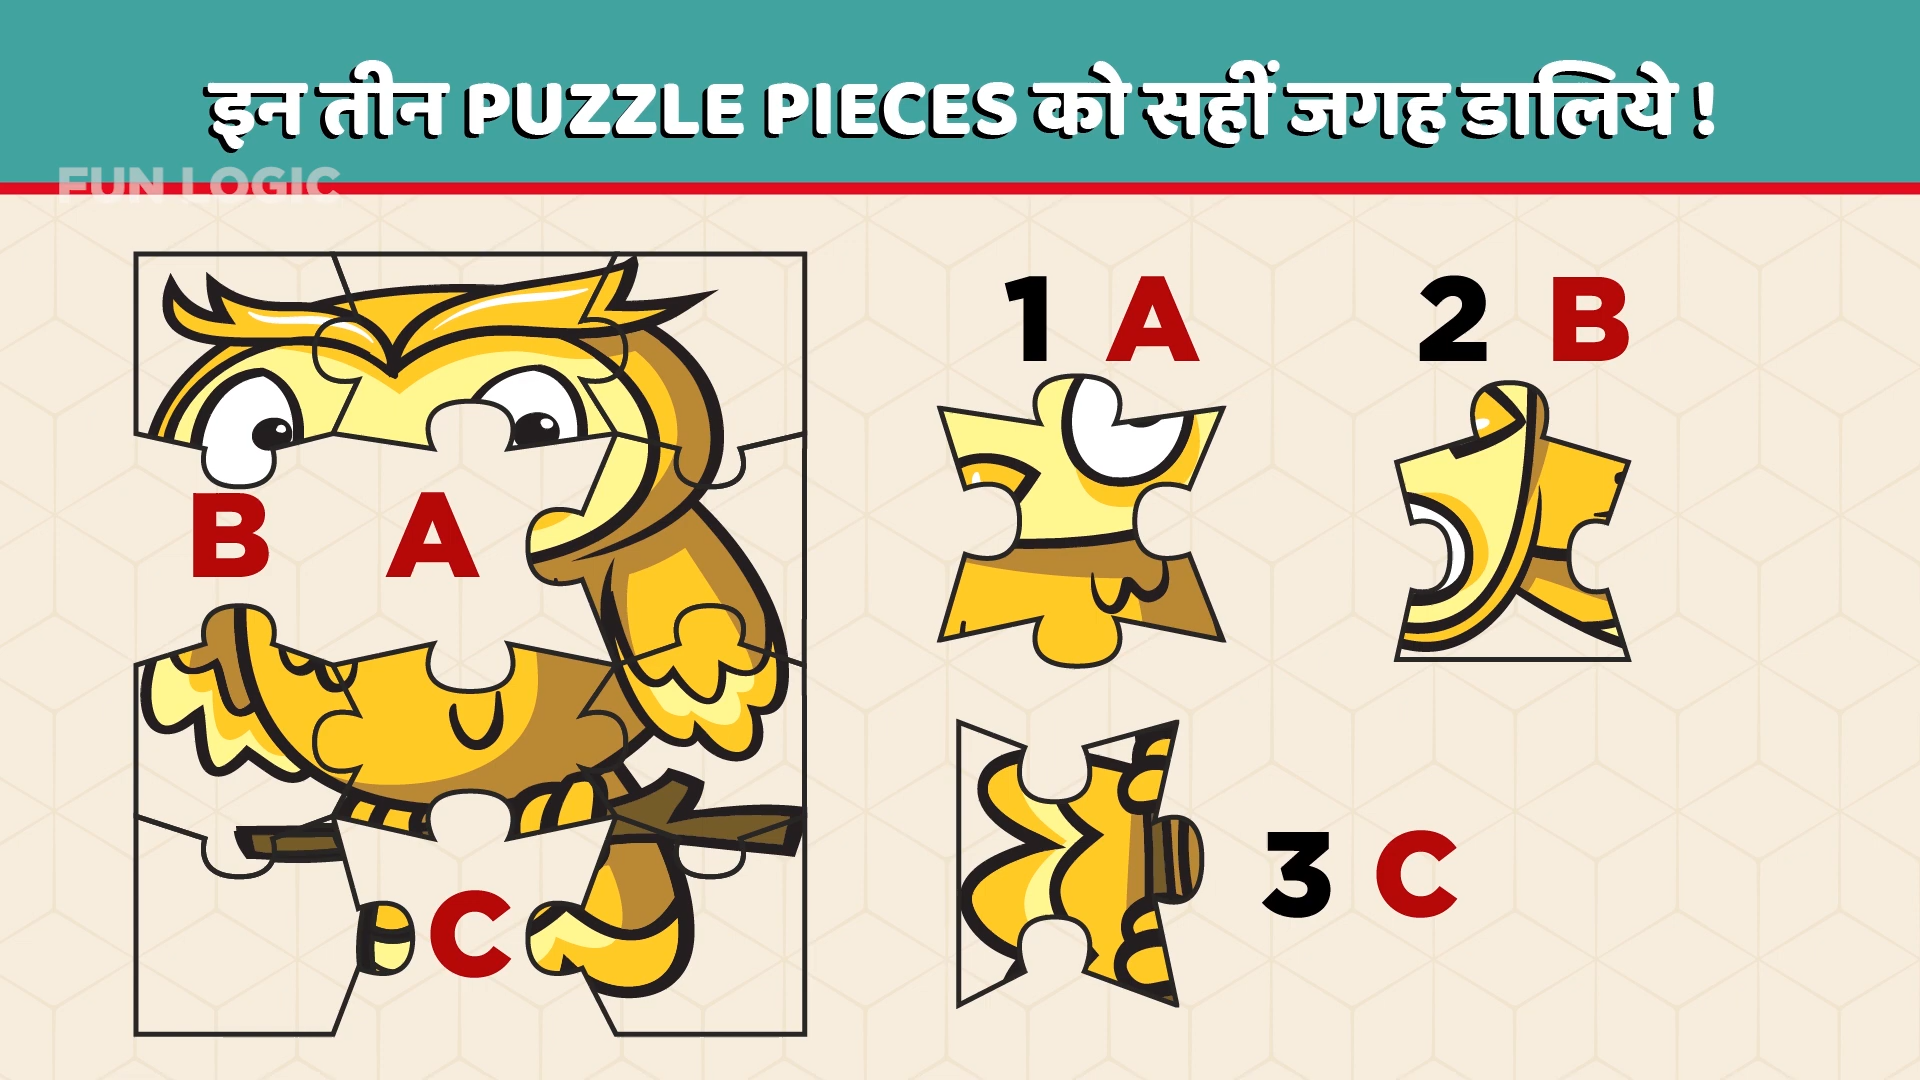 इन तीन PUZZLE PIECES को सहीं जगह डालिये !
FUN LOGIC
1 A
2 B
B A
3 C
C